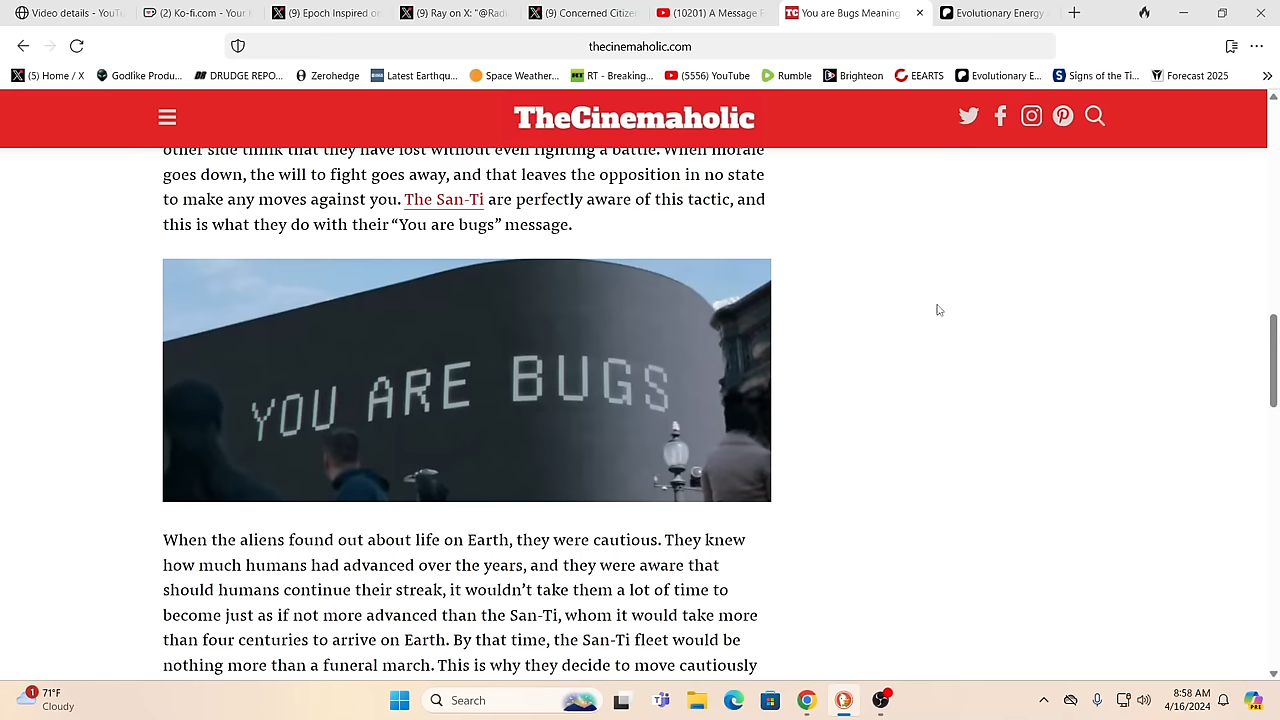 Video details - YouTu
(2) Ko-fi.com - Your K
(9) Epoch Inspired on
(9) Ray on X: "@Radi
(9) Concerned Citize
(10201) A Message F
TC You are Bugs Meaning
Evolutionary Energy
thecinemaholic.com
(5) Home / X
Godlike Produ...
DRUDGE REPO...
Zerohedge
Latest Earthqu...
Space Weather...
RT RT - Breaking...
(5556) YouTube
Rumble
Brighteon
EEARTS
Evolutionary E...
Signs of the Ti...
Forecast 2025
TheCinemaholic
other side think that they have lost without even fighting a battle. When morale
goes down, the will to fight goes away, and that leaves the opposition in no state
to make any moves against you. The San-Ti are perfectly aware of this tactic, and
this is what they do with their “You are bugs” message.
YOU ARE BUGS
When the aliens found out about life on Earth, they were cautious. They knew
how much humans had advanced over the years, and they were aware that
should humans continue their streak, it wouldn’t take them a lot of time to
become just as if not more advanced than the San-Ti, whom it would take more
than four centuries to arrive on Earth. By that time, the San-Ti fleet would be
nothing more than a funeral march. This is why they decide to move cautiously
1
71°F
Cloudy
Search
8:58 AM
4/16/2024
PRE